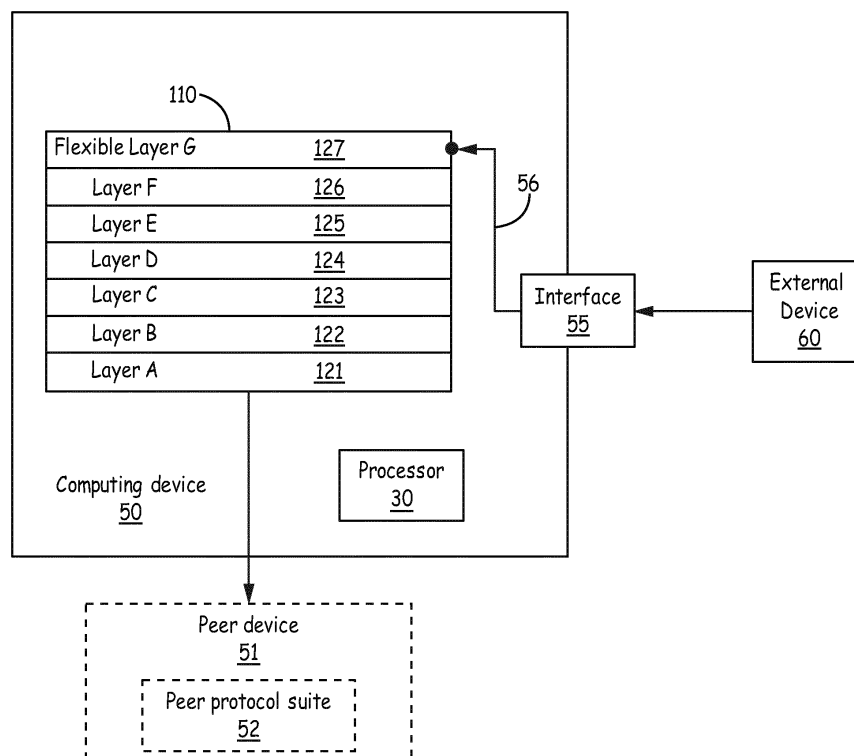 110
Flexible Layer G 127
Layer F 126
Layer E 125
Layer D 124
Layer C 123
Layer B 122
Layer A 121
56
Interface
55
External
Device
60
Processor
30
Computing device
50
Peer device
51
Peer protocol suite
52